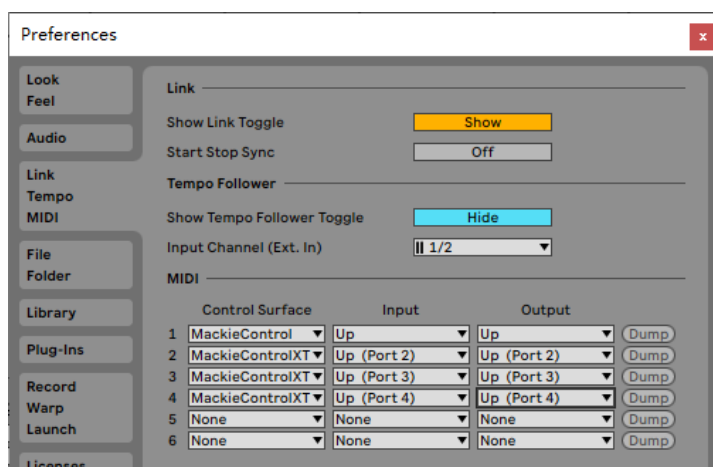 Preferences
x
Look
Feel
Audio
Link
Tempo
MIDI
File
Folder
Library
Plug-Ins
Record
Warp
Launch
Licenses
Link
Show Link Toggle Show
Start Stop Sync Off
Tempo Follower
Show Tempo Follower Toggle Hide
Input Channel (Ext. In) 1/2
MIDI
Control Surface Input Output
1 MackieControl Up Up Dump
2 MackieControlXT Up (Port 2) Up (Port 2) Dump
3 MackieControlXT Up (Port 3) Up (Port 3) Dump
4 MackieControlXT Up (Port 4) Up (Port 4) Dump
5 None None None Dump
6 None None None Dump